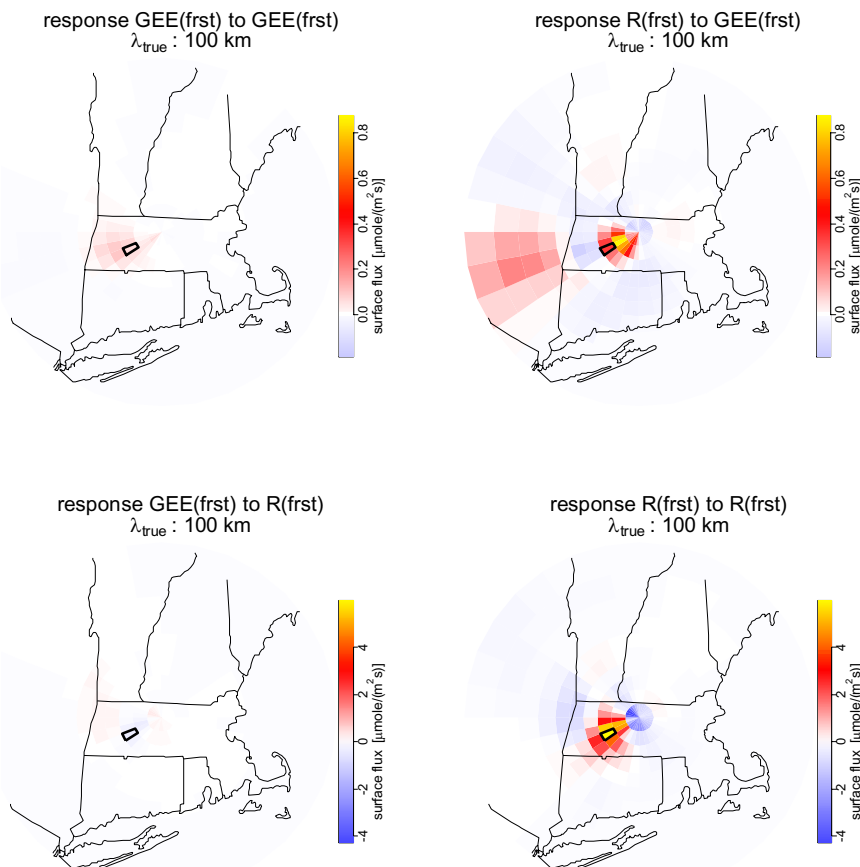 response GEE(frst) to GEE(frst)
λtrue : 100 km
0.0 0.2 0.4 0.6 0.8
surface flux [μmole/(m²s)]
response R(frst) to GEE(frst)
λtrue : 100 km
0.0 0.2 0.4 0.6 0.8
surface flux [μmole/(m²s)]
response GEE(frst) to R(frst)
λtrue : 100 km
-4 -2 0 2 4
surface flux [μmole/(m²s)]
response R(frst) to R(frst)
λtrue : 100 km
-4 -2 0 2 4
surface flux [μmole/(m²s)]